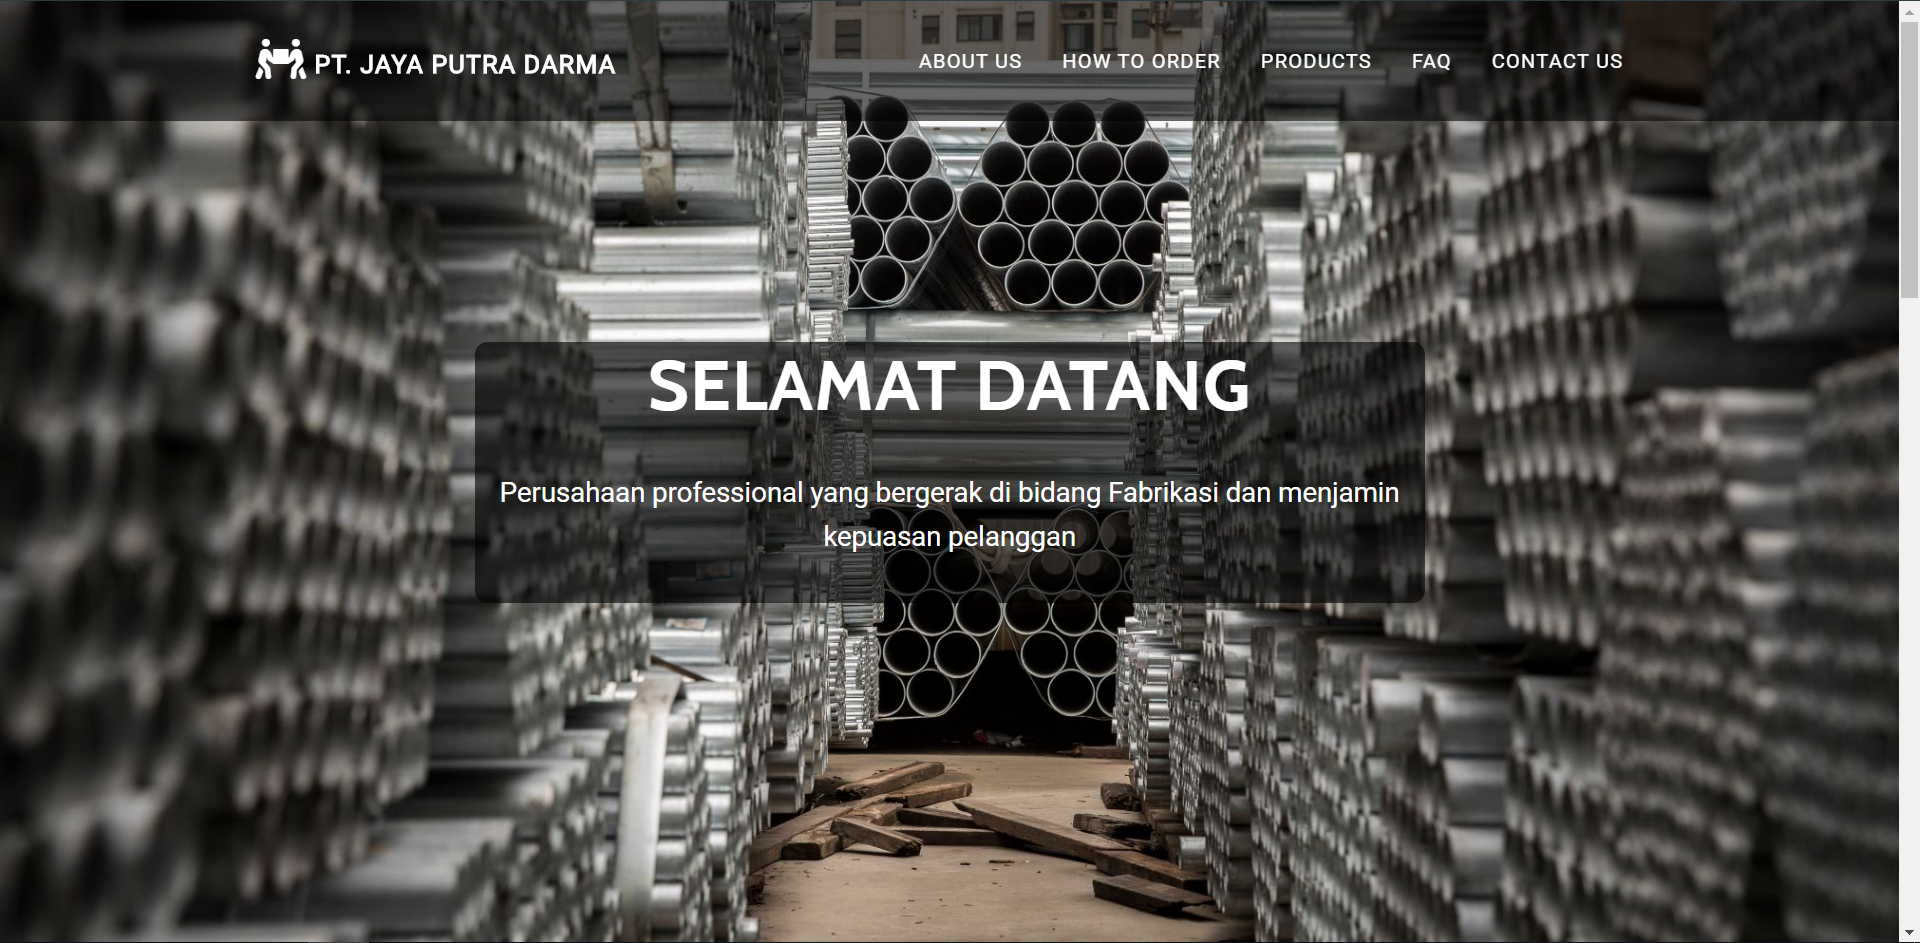 PT. JAYA PUTRA DARMA
ABOUT US HOW TO ORDER PRODUCTS FAQ CONTACT US
SELAMAT DATANG
Perusahaan professional yang bergerak di bidang Fabrikasi dan menjamin
kepuasan pelanggan